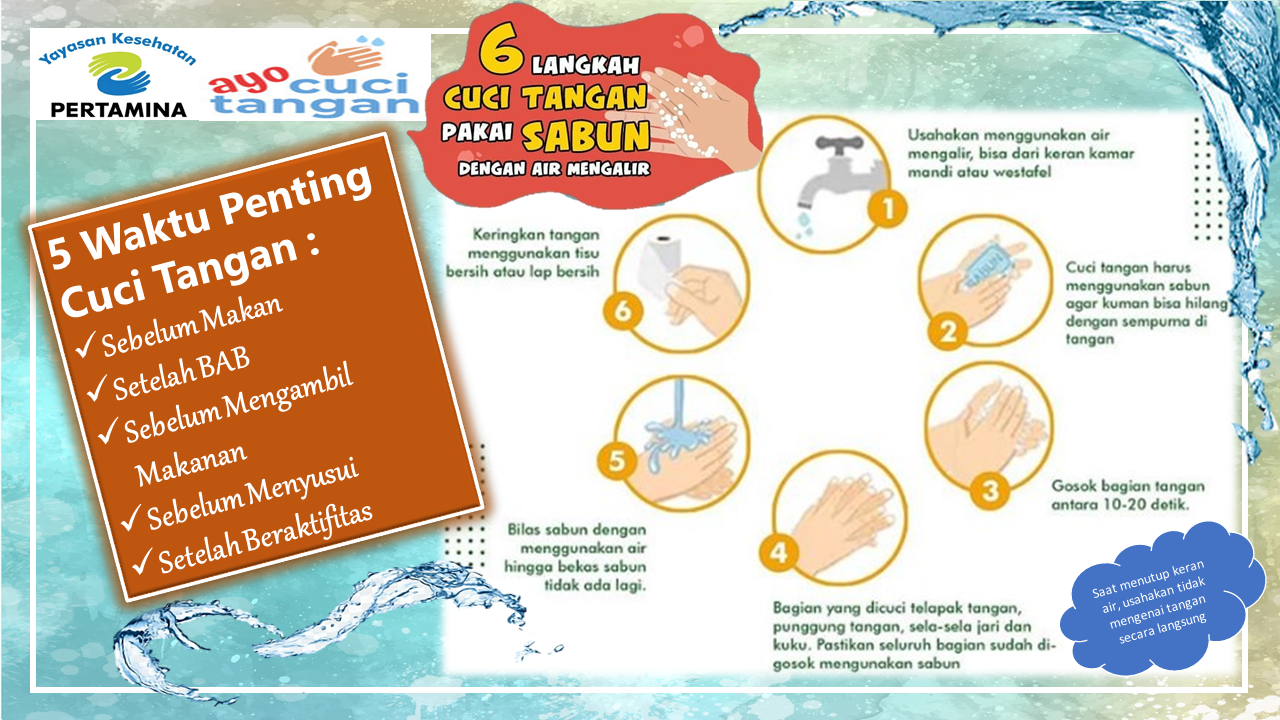 Yayasan Kesehatan
PERTAMINA
ayo cuci
tangan
6 LANGKAH
CUCI TANGAN
PAKAI SABUN
DENGAN AIR MENGALIR
5 Waktu Penting
Cuci Tangan :
✓ Sebelum Makan
✓ Setelah BAB
✓ Sebelum Mengambil
Makanan
✓ Sebelum Menyusui
✓ Setelah Beraktifitas
1
Usahakan menggunakan air
mengalir, bisa dari keran kamar
mandi atau westafel
SABUN
2
Cuci tangan harus
menggunakan sabun
agar kuman bisa hilang
dengan sempurna di
tangan
3
Gosok bagian tangan
antara 10-20 detik.
4
Bagian yang dicuci telapak tangan,
punggung tangan, sela-sela jari dan
kuku. Pastikan seluruh bagian sudah di-
gosok mengunakan sabun
5
Bilas sabun dengan
menggunakan air
hingga bekas sabun
tidak ada lagi.
6
Keringkan tangan
menggunakan tisu
bersih atau lap bersih
Saat menutup keran
air, usahakan tidak
mengenai tangan
secara langsung